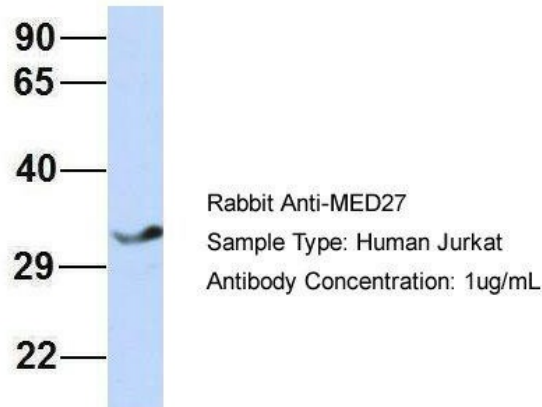 90
65
40
Rabbit Anti-MED27
Sample Type: Human Jurkat
29
Antibody Concentration: 1ug/mL
22